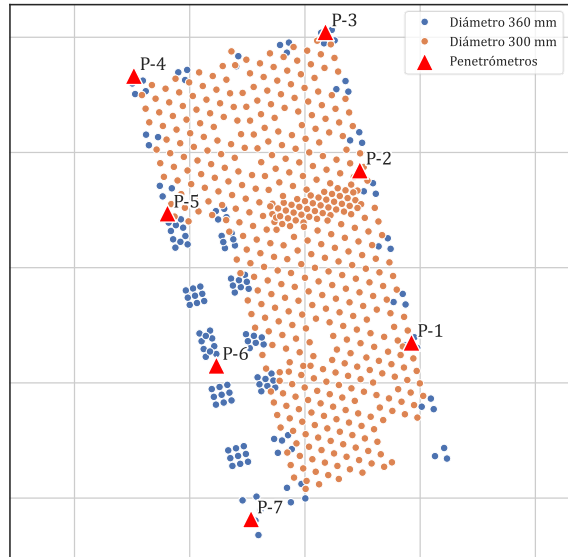 P-3
Diámetro 360 mm
Diámetro 300 mm
Penetrómetros
P-4
P-2
P-5
P-1
P-6
P-7